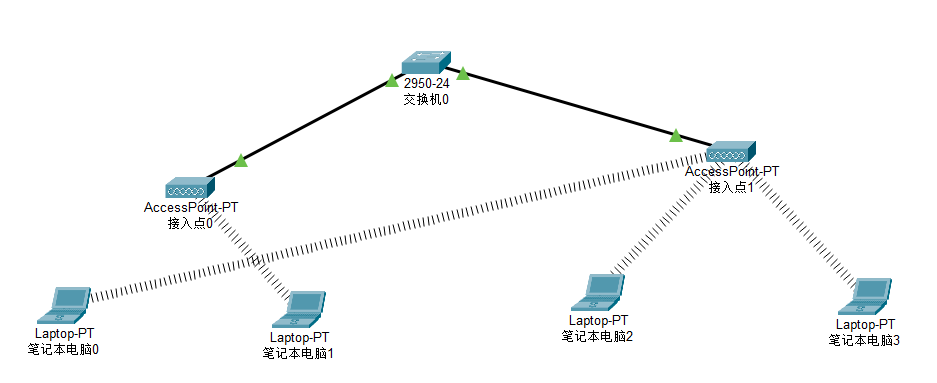 2950-24
交换机0
AccessPoint-PT
接入点1
AccessPoint-PT
接入点0
Laptop-PT
笔记本电脑0
Laptop-PT
笔记本电脑1
Laptop-PT
笔记本电脑2
Laptop-PT
笔记本电脑3